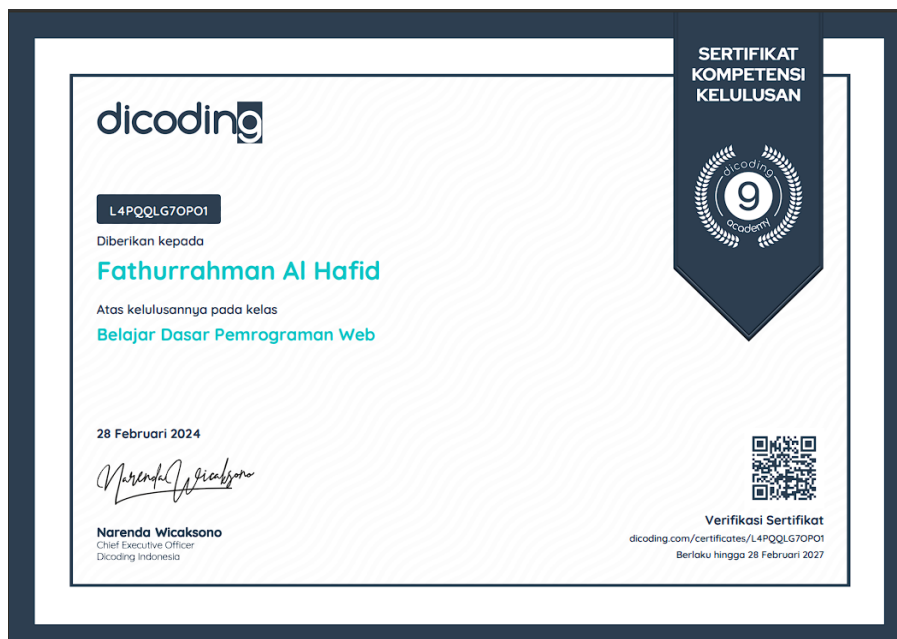 SERTIFIKAT
KOMPETENSI
KELULUSAN
dicoding
dicoding
9
academy
L4PQQLG7OPO1
Diberikan kepada
Fathurrahman Al Hafid
Atas kelulusannya pada kelas
Belajar Dasar Pemrograman Web
28 Februari 2024
Narenda Wicaksono
Narenda Wicaksono
Chief Executive Officer
Dicoding Indonesia
Verifikasi Sertifikat
dicoding.com/certificates/L4PQQLG7OPO1
Berlaku hingga 28 Februari 2027